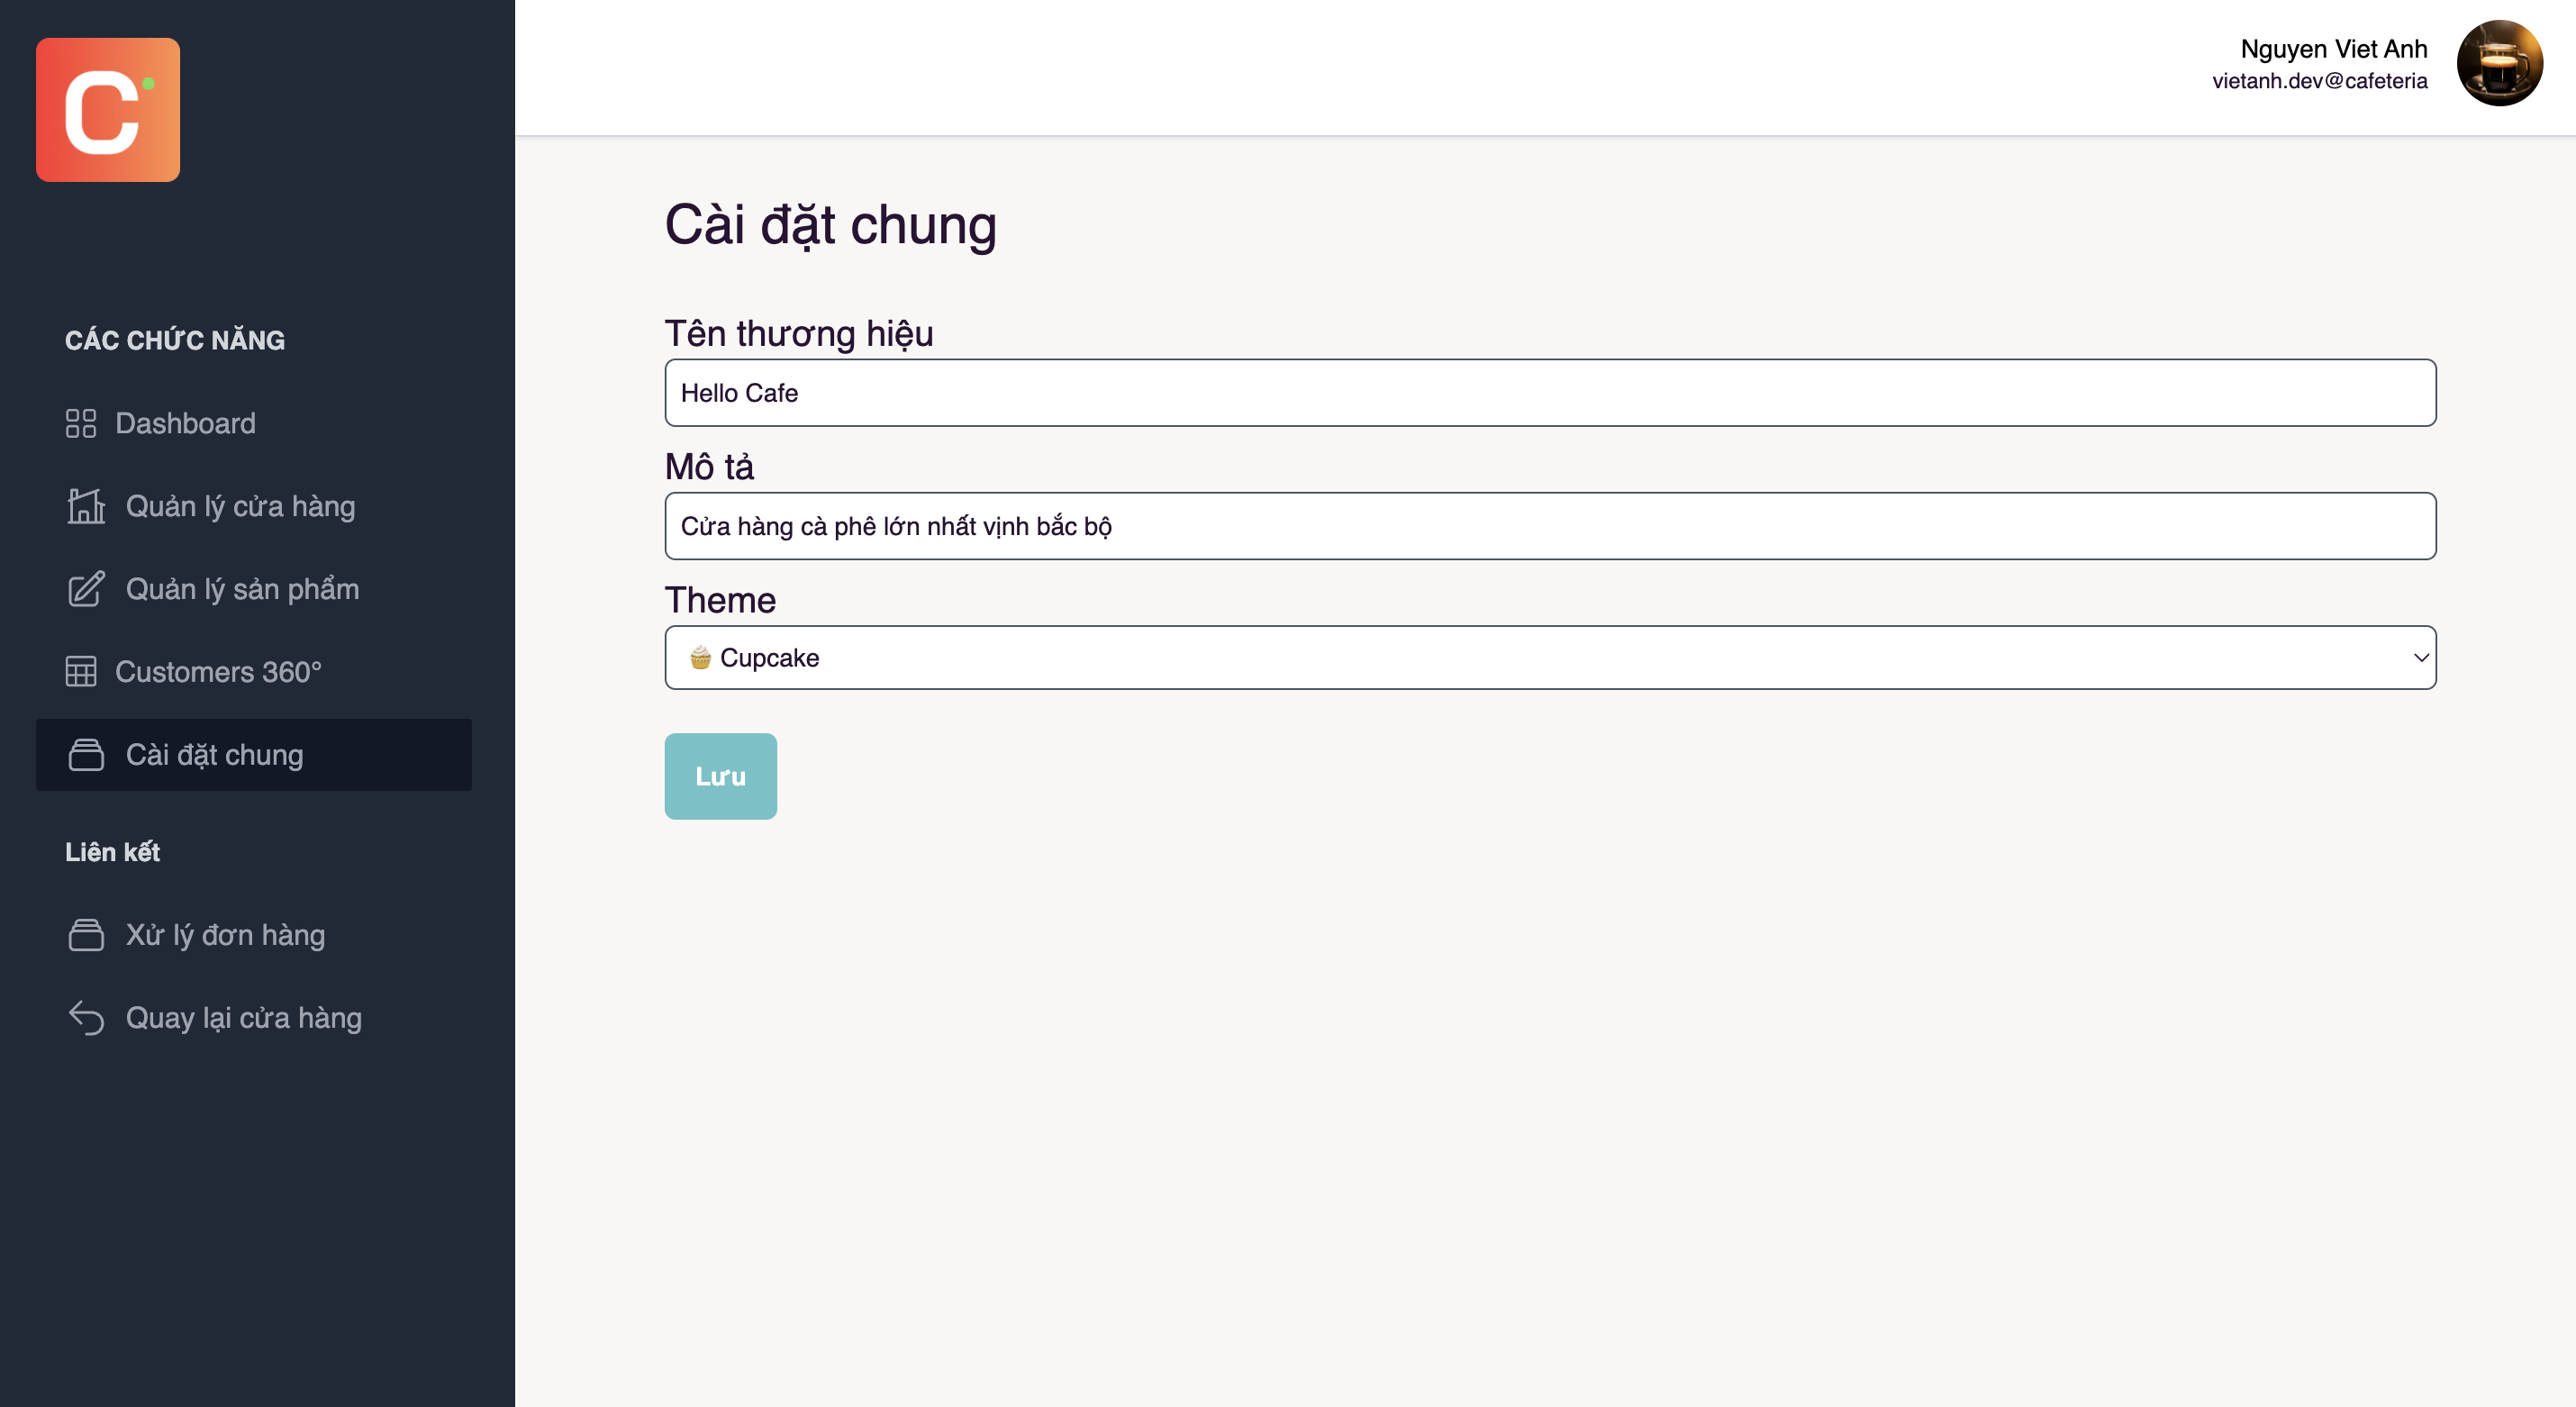 C
CÁC CHỨC NĂNG
Dashboard
Quản lý cửa hàng
Quản lý sản phẩm
Customers 360°
Cài đặt chung
Liên kết
Xử lý đơn hàng
Quay lại cửa hàng
Nguyen Viet Anh
vietanh.dev@cafeteria
Cài đặt chung
Tên thương hiệu
Hello Cafe
Mô tả
Cửa hàng cà phê lớn nhất vịnh bắc bộ
Theme
🧁 Cupcake
Lưu